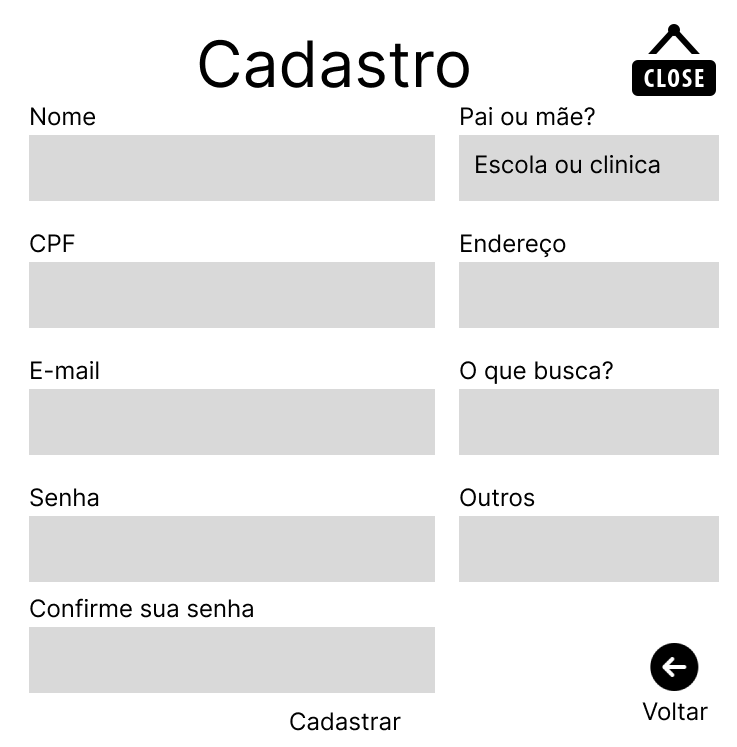 Cadastro
CLOSE
Nome
Pai ou mãe?
Escola ou clinica
CPF
Endereço
E-mail
O que busca?
Senha
Outros
Confirme sua senha
Voltar
Cadastrar